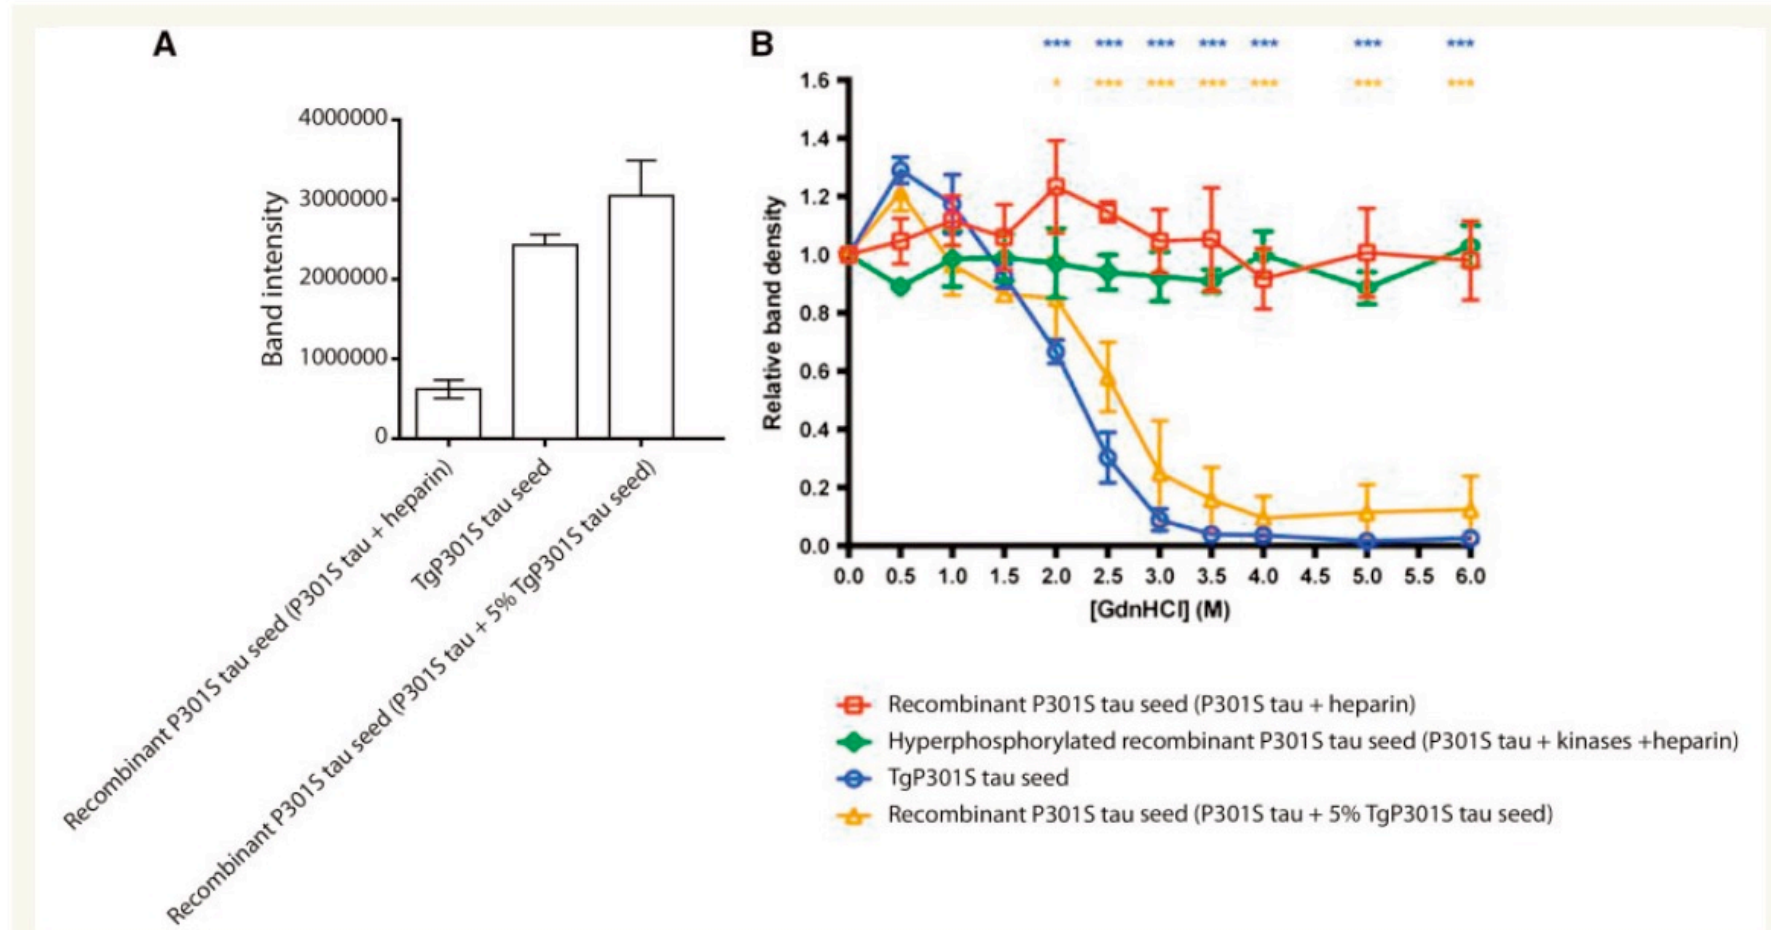 A
Band intensity
4000000
3000000
2000000
1000000
0
Recombinant P301S tau seed (P301S tau + heparin)
TgP301S tau seed
Recombinant P301S tau seed (P301S tau + 5% TgP301S tau seed)
B
*** *** *** *** *** *** ***
* *** *** *** *** *** ***
Relative band density
1.6
1.4
1.2
1.0
0.8
0.6
0.4
0.2
0.0
0.0 0.5 1.0 1.5 2.0 2.5 3.0 3.5 4.0 4.5 5.0 5.5 6.0
[GdnHCl] (M)
Recombinant P301S tau seed (P301S tau + heparin)
Hyperphosphorylated recombinant P301S tau seed (P301S tau + kinases +heparin)
TgP301S tau seed
Recombinant P301S tau seed (P301S tau + 5% TgP301S tau seed)